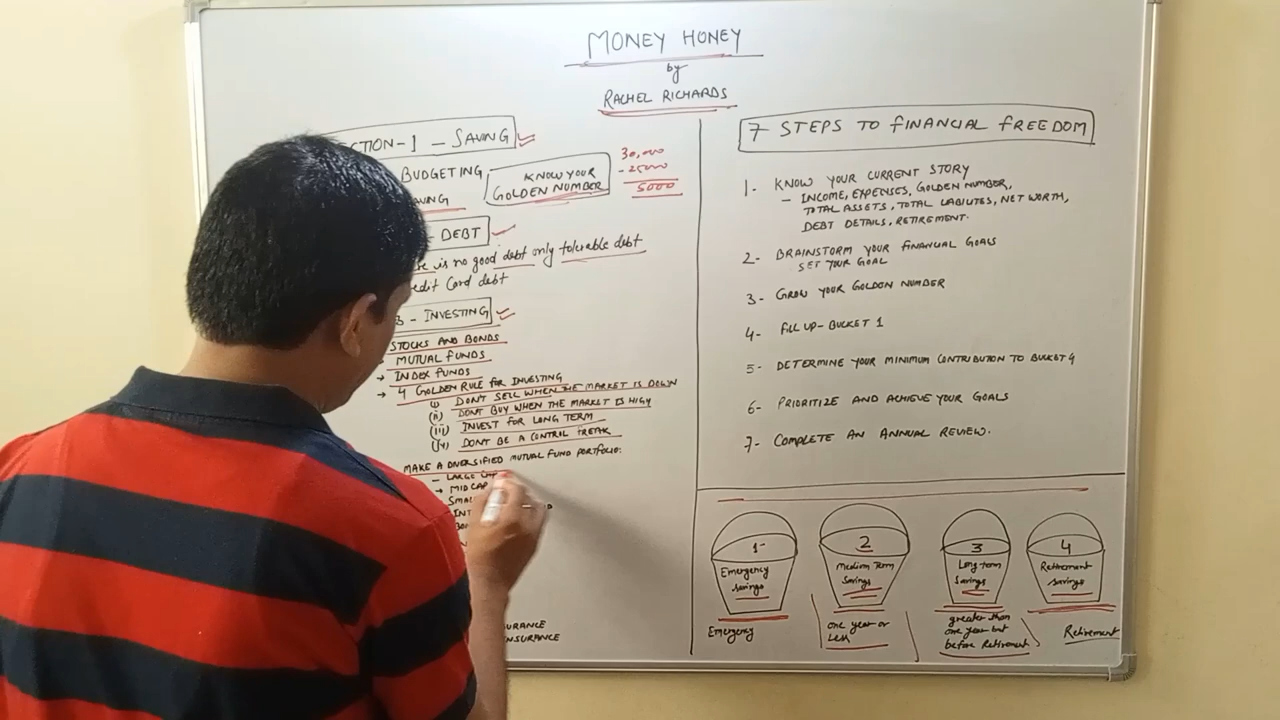 MONEY HONEY
by
RACHEL RICHARDS
SECTION-1 - SAVING
BUDGETING
KNOW YOUR
GOLDEN NUMBER
30,000
- 25000
5000
DEBT
is no good debt only tolerable debt
Card debt
3 - INVESTING
STOCKS AND BONDS
→ MUTUAL FUNDS
→ INDEX FUNDS
→ 4 GOLDEN RULE FOR INVESTING
(i) DON'T SELL WHEN THE MARKET IS DOWN
(ii) DONT BUY WHEN THE MARKET IS HIGY
(iii) INVEST FOR LONG TERM
(iv) DONT BE A CONTROL FREAK
MAKE A DIVERSIFIED MUTUAL FUND PORTFOLIO:
- LARGE CAP
→ MID CAP
7 STEPS TO FINANCIAL FREEDOM
1- KNOW YOUR CURRENT STORY
- INCOME, EXPENSES, GOLDEN NUMBER,
TOTAL ASSETS, TOTAL LABILITES, NET WORTH,
DEBT DETAILS, RETIREMENT.
2- BRAINSTORM YOUR FINANCIAL GOALS
SET YOUR GOAL
3- GROW YOUR GOLDEN NUMBER
4- FILL UP - BUCKET 1
5- DETERMINE YOUR MINIMUM CONTRIBUTION TO BUCKET 4
6- PRIORITIZE AND ACHIEVE YOUR GOALS
7- COMPLETE AN ANNUAL REVIEW.
1-
Emergency
Savings
Emergency
2
Medium Term
Savings
one year or
Less
3
Long term
Savings
greater than
one year but
before Retirement
4
Retirement
savings
Retirement